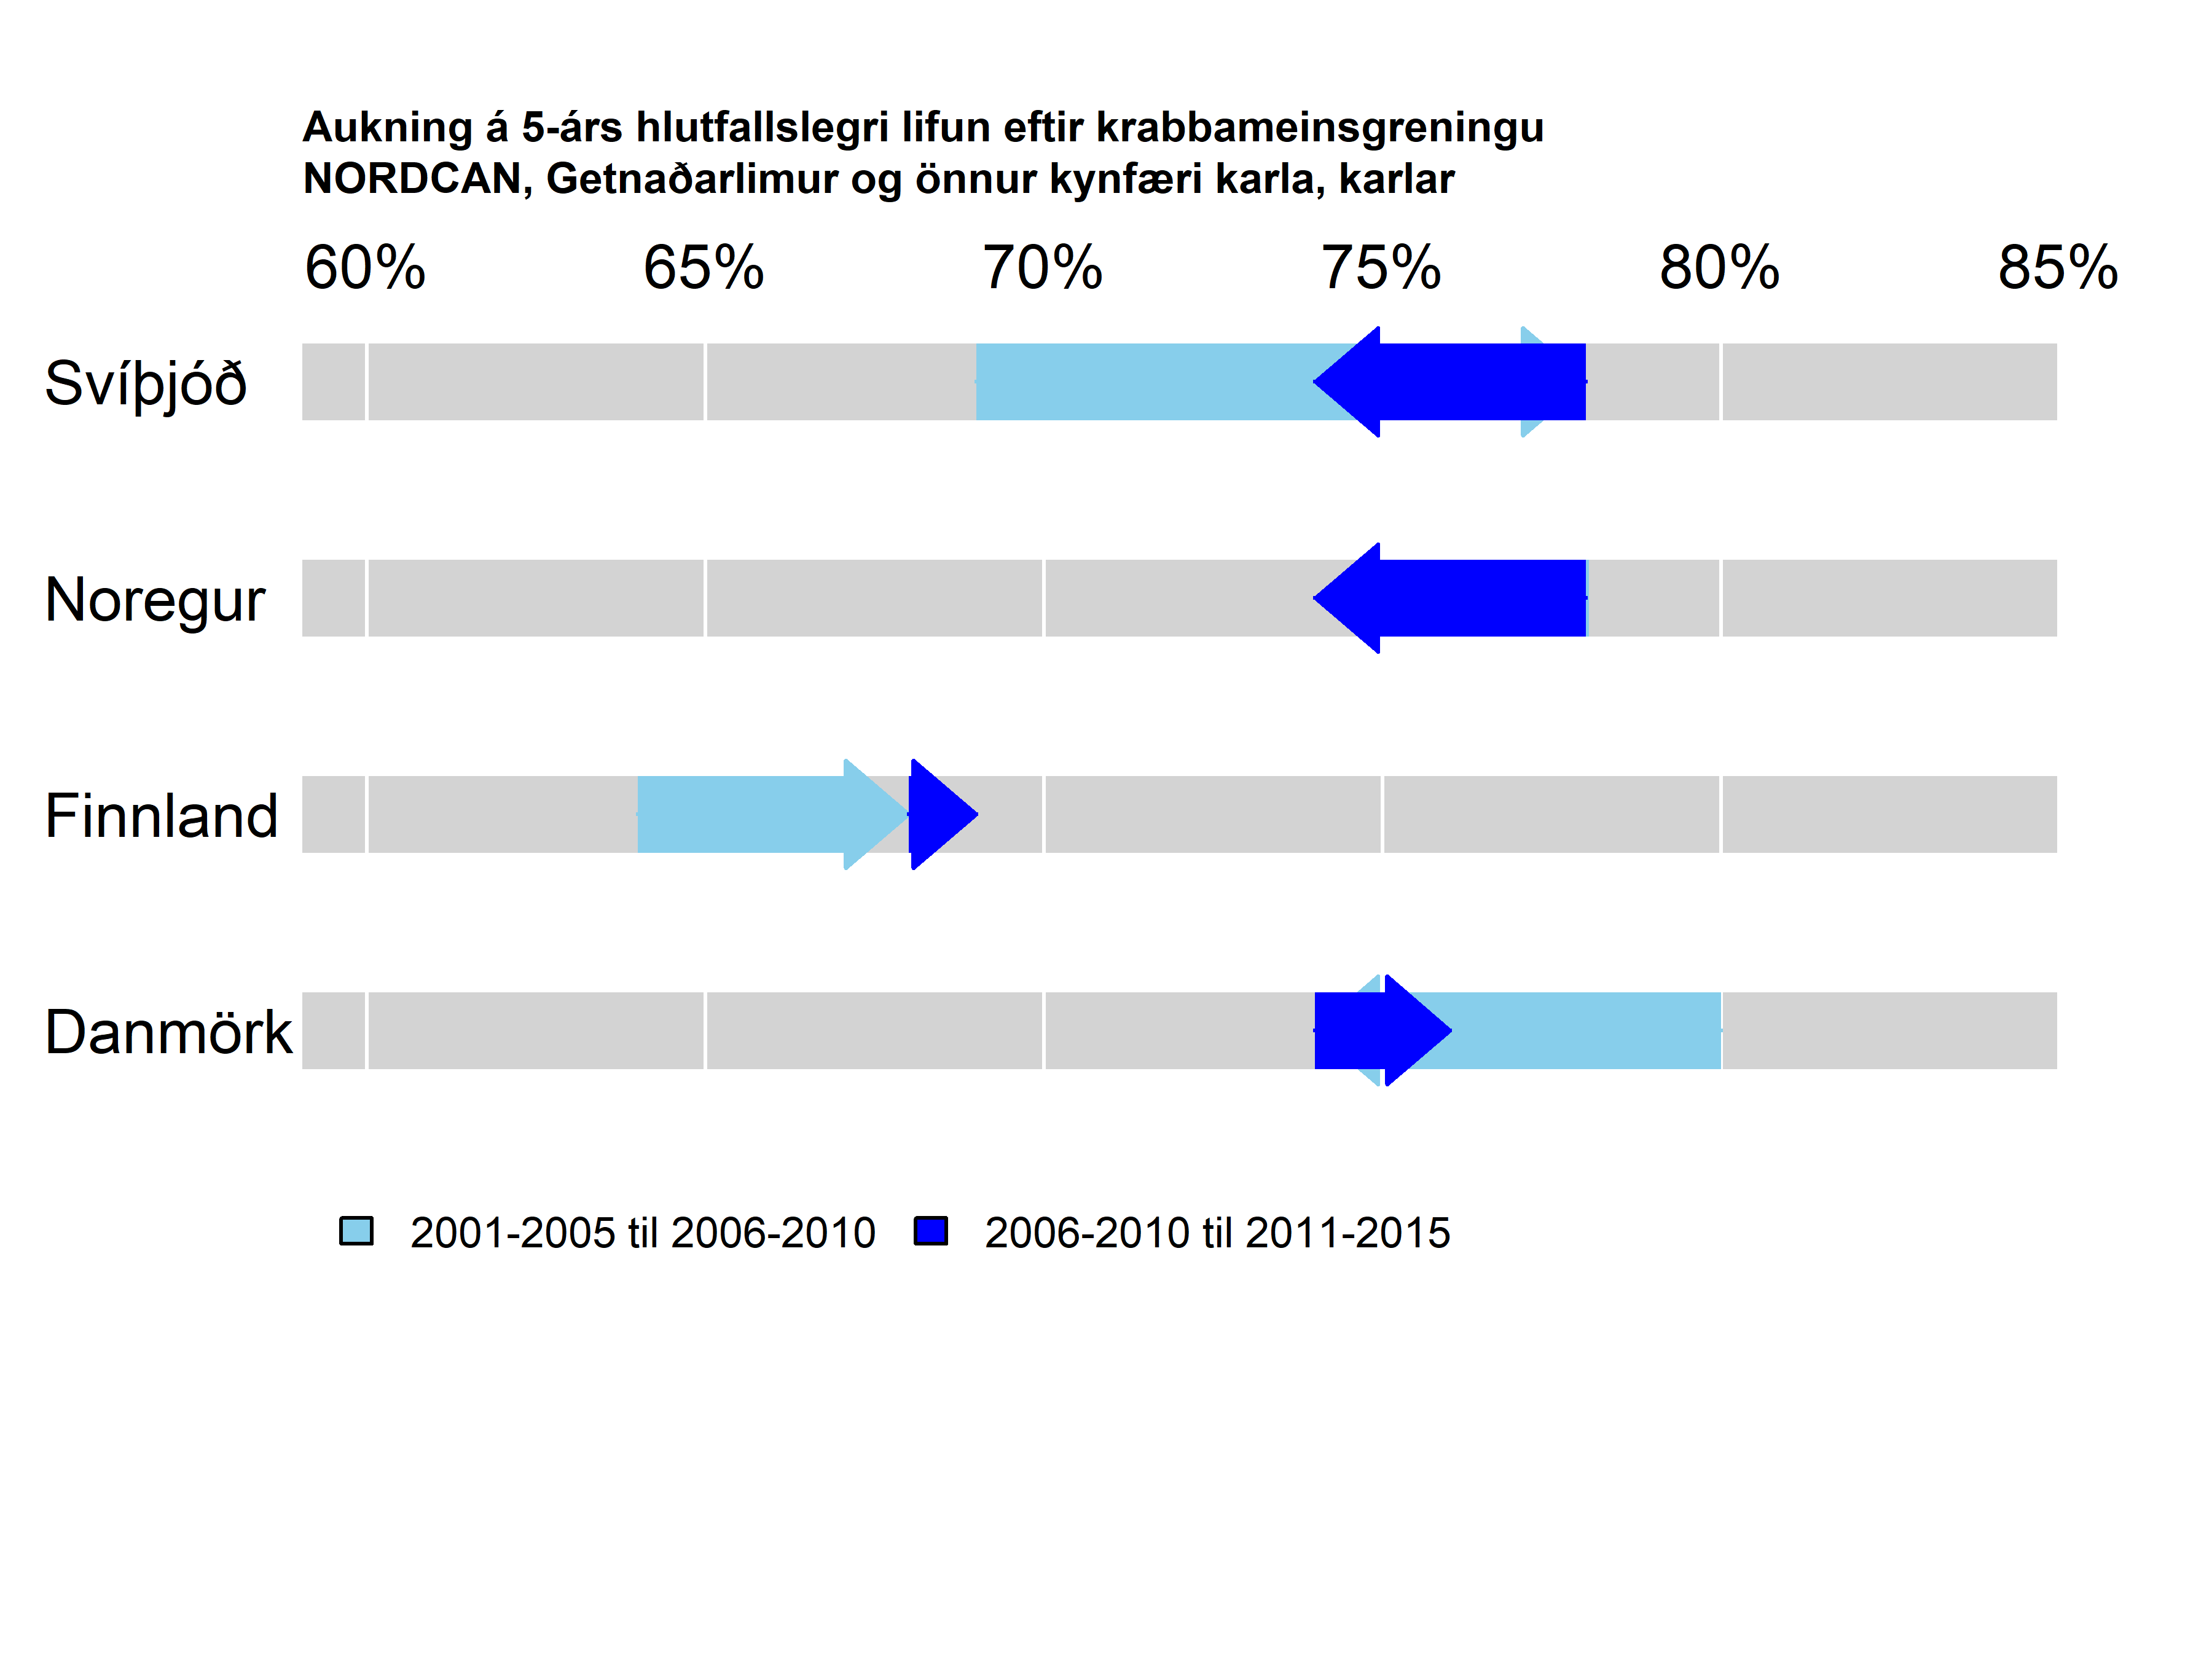 Aukning á 5-árs hlutfallslegri lifun eftir krabbameinsgreningu
NORDCAN, Getnaðarlimur og önnur kynfæri karla, karlar
60% 65% 70% 75% 80% 85%
Svíþjóð
Noregur
Finnland
Danmörk
2001-2005 til 2006-2010 2006-2010 til 2011-2015